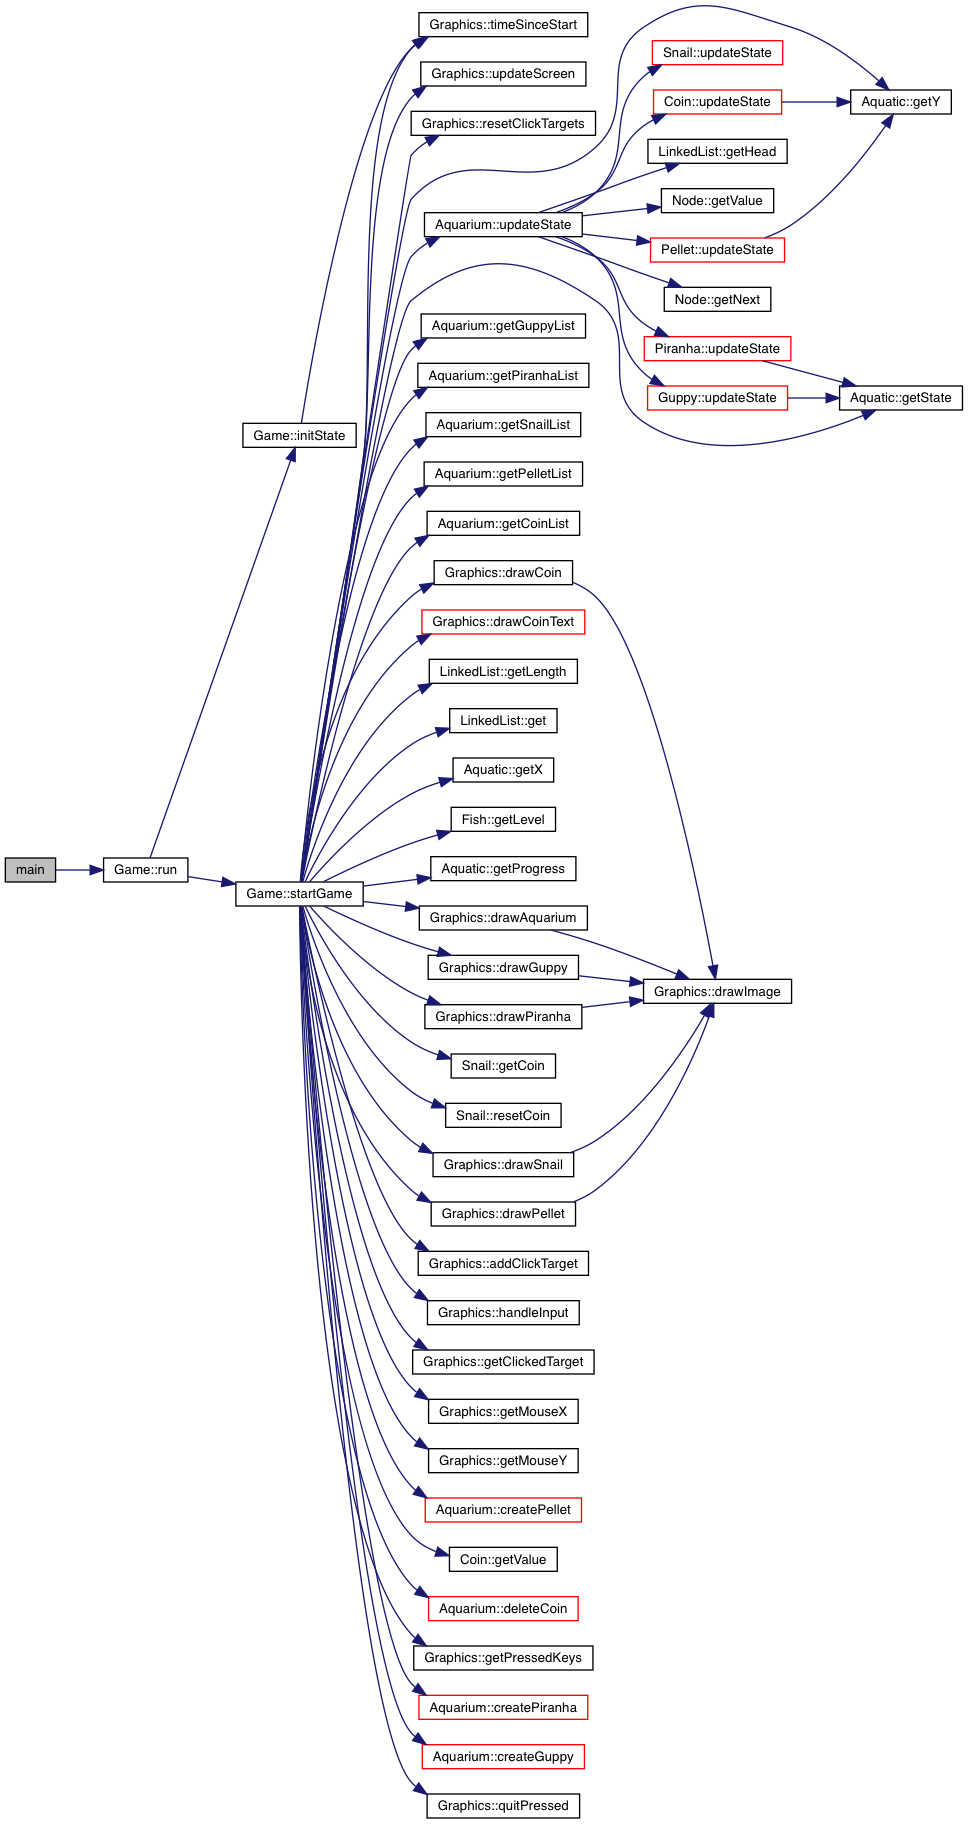 main
Game::run
Game::initState
Game::startGame
Graphics::timeSinceStart
Graphics::updateScreen
Graphics::resetClickTargets
Aquarium::updateState
Aquarium::getGuppyList
Aquarium::getPiranhaList
Aquarium::getSnailList
Aquarium::getPelletList
Aquarium::getCoinList
Graphics::drawCoin
Graphics::drawCoinText
LinkedList::getLength
LinkedList::get
Aquatic::getX
Fish::getLevel
Aquatic::getProgress
Graphics::drawAquarium
Graphics::drawGuppy
Graphics::drawPiranha
Snail::getCoin
Snail::resetCoin
Graphics::drawSnail
Graphics::drawPellet
Graphics::addClickTarget
Graphics::handleInput
Graphics::getClickedTarget
Graphics::getMouseX
Graphics::getMouseY
Aquarium::createPellet
Coin::getValue
Aquarium::deleteCoin
Graphics::getPressedKeys
Aquarium::createPiranha
Aquarium::createGuppy
Graphics::quitPressed
Snail::updateState
Coin::updateState
LinkedList::getHead
Node::getValue
Pellet::updateState
Node::getNext
Piranha::updateState
Guppy::updateState
Graphics::drawImage
Aquatic::getY
Aquatic::getState